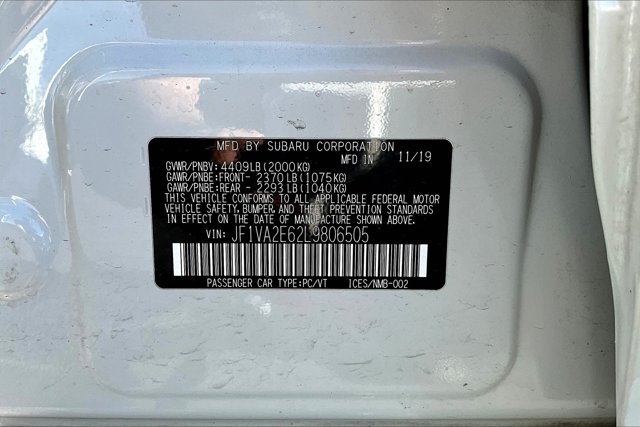 MFD BY SUBARU CORPORATION
MFD IN 11/19
GVWR/PNBV: 4409LB(2000KG)
GAWR/PNBE:FRONT- 2370LB(1075KG)
GAWR/PNBE:REAR - 2293LB(1040KG)
THIS VEHICLE CONFORMS TO ALL APPLICABLE FEDERAL MOTOR
VEHICLE SAFETY, BUMPER, AND THEFT PREVENTION STANDARDS
IN EFFECT ON THE DATE OF MANUFACTURE SHOWN ABOVE.
VIN: JF1VA2E62L9806505
PASSENGER CAR TYPE:PC/VT ICES/NMB-002